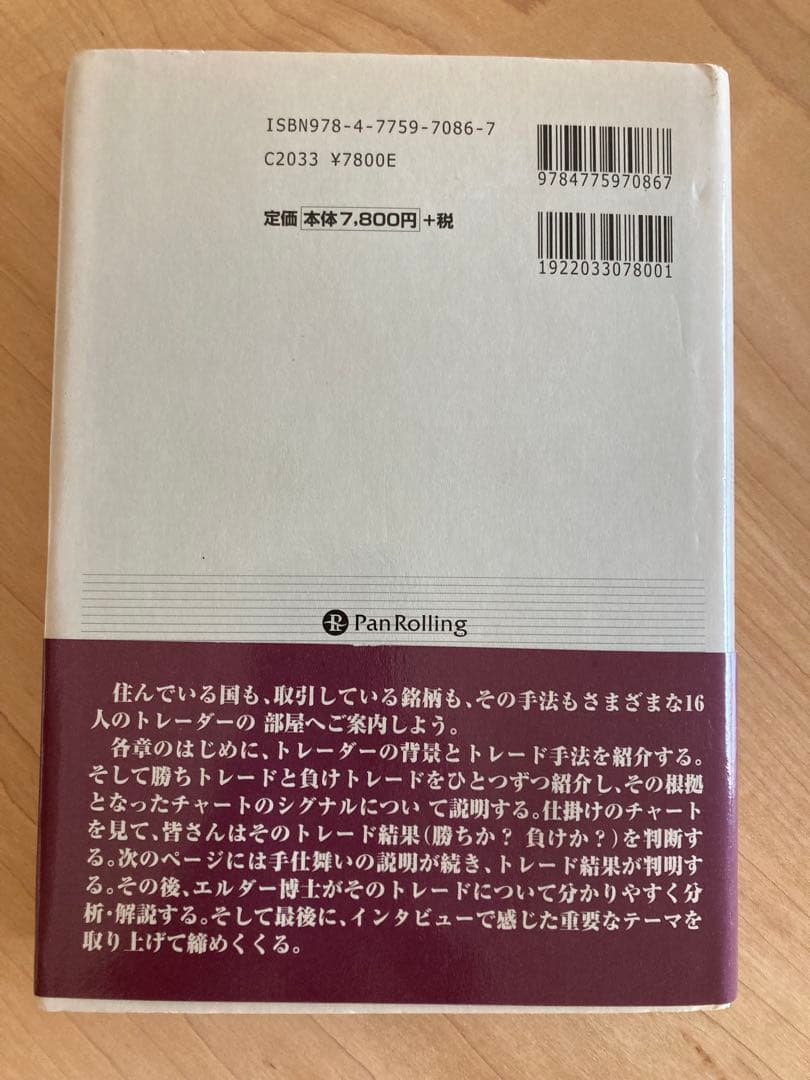 ISBN978-4-7759-7086-7
C2033 ¥7800E
9784775970867
定価 本体7,800円 +税
1922033078001
PanRolling
住んでいる国も、取引している銘柄も、その手法もさまざまな16
人のトレーダーの 部屋へご案内しよう。
各章のはじめに、トレーダーの背景とトレード手法を紹介する。
そして勝ちトレードと負けトレードをひとつずつ紹介し、その根拠
となったチャートのシグナルについ て説明する。仕掛けのチャート
を見て、皆さんはそのトレード結果(勝ちか? 負けか?)を判断す
る。次のページには手仕舞いの説明が続き、トレード結果が判明す
る。その後、エルダー博士がそのトレードについて分かりやすく分
析・解説する。そして最後に、インタビューで感じた重要なテーマを
取り上げて締めくくる。